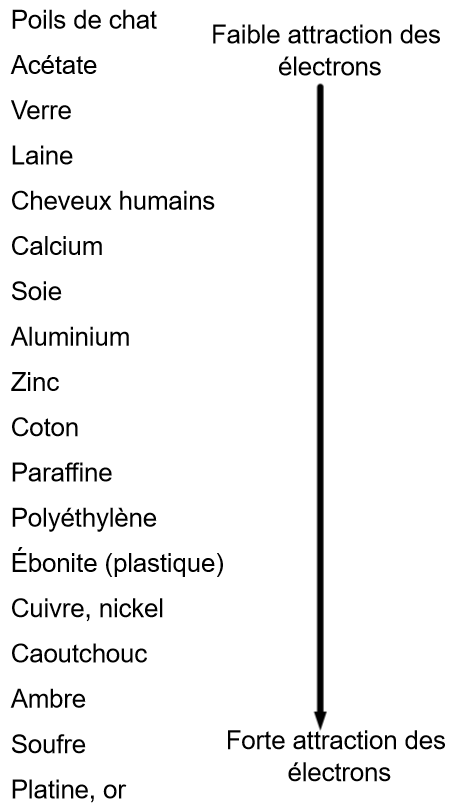 Poils de chat
Faible attraction des
électrons
Acétate
Verre
Laine
Cheveux humains
Calcium
Soie
Aluminium
Zinc
Coton
Paraffine
Polyéthylène
Ébonite (plastique)
Cuivre, nickel
Caoutchouc
Ambre
Soufre
Forte attraction des
électrons
Platine, or